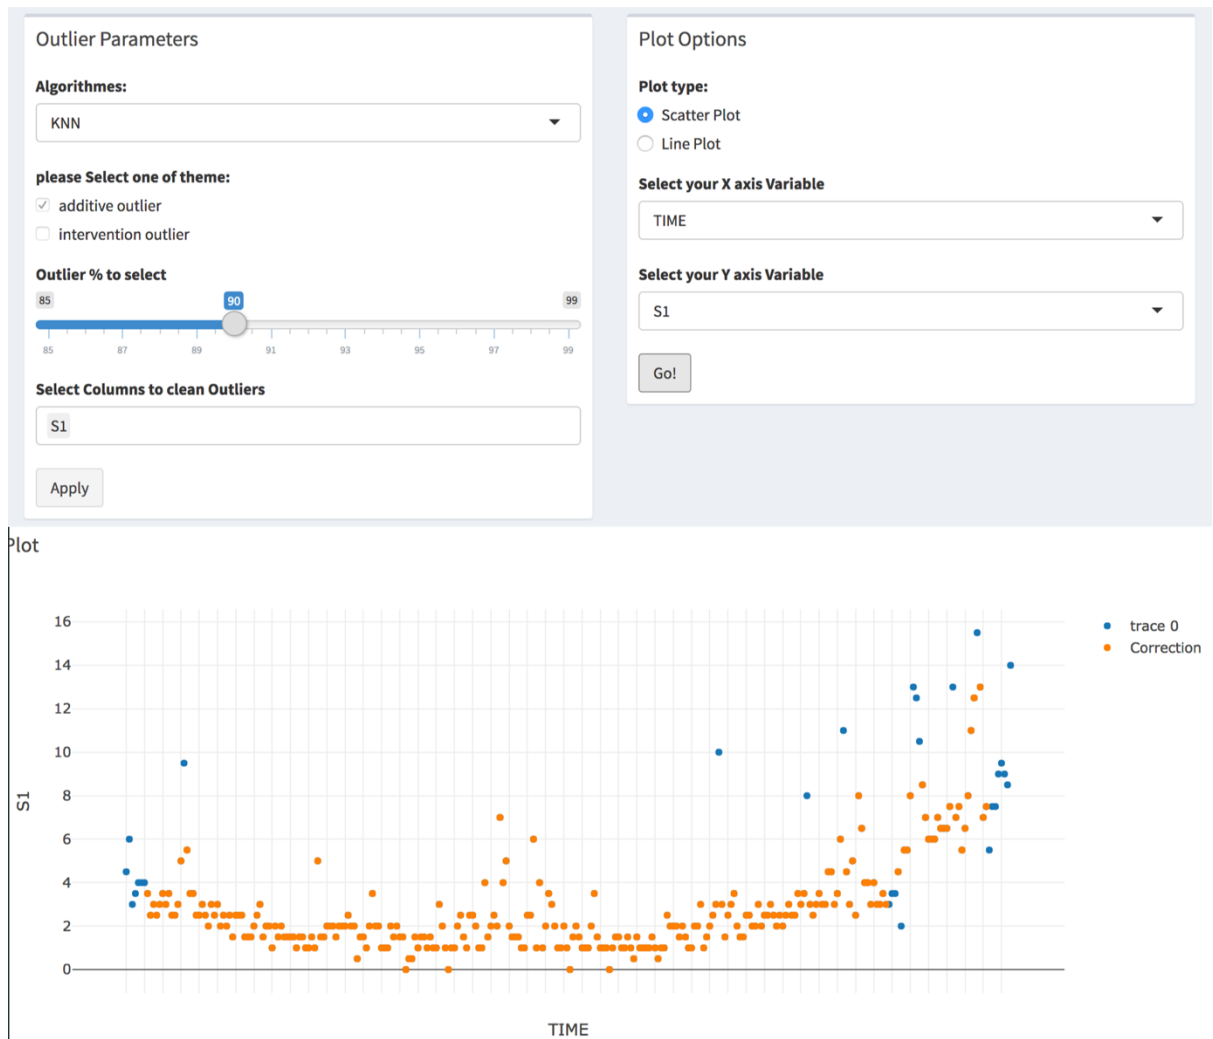 Outlier Parameters
Algorithmes:
KNN
please Select one of theme:
additive outlier
intervention outlier
Outlier % to select
85 90 99
85 87 89 91 93 95 97 99
Select Columns to clean Outliers
S1
Apply
Plot Options
Plot type:
Scatter Plot
Line Plot
Select your X axis Variable
TIME
Select your Y axis Variable
S1
Go!
Plot
16
14
12
10
8
6
4
2
0
S1
TIME
trace 0
Correction